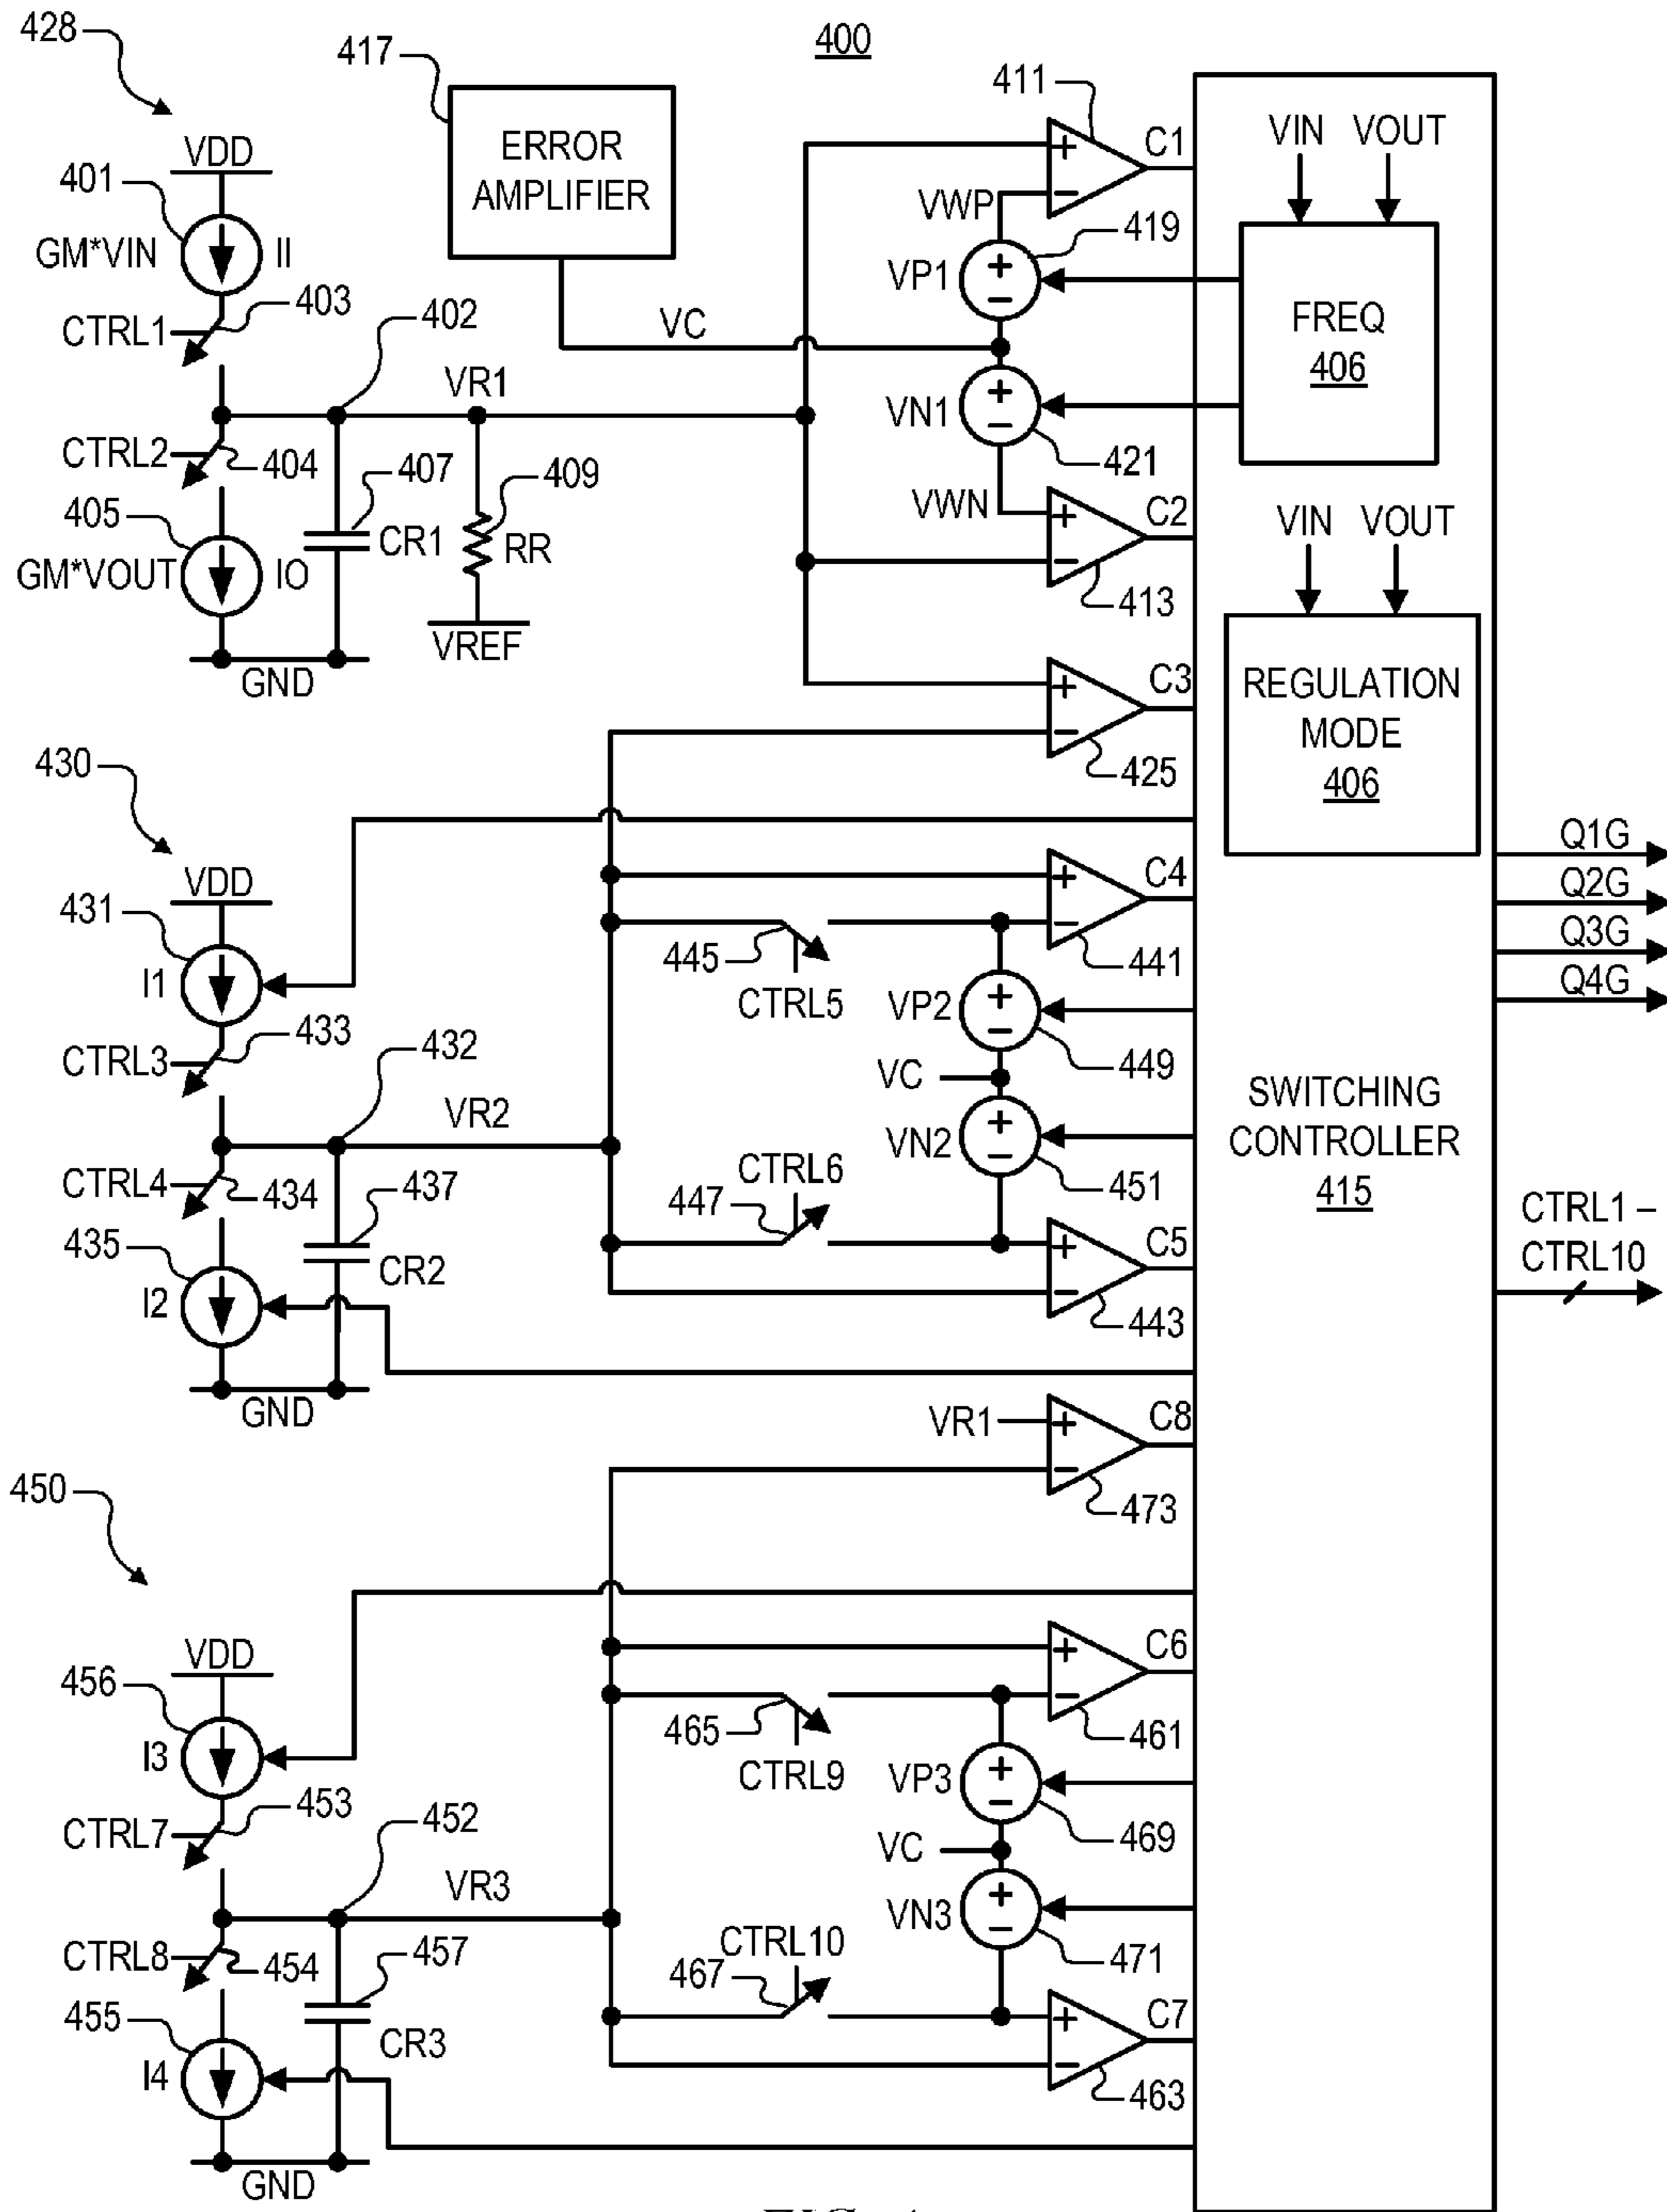 400
428
417
ERROR
AMPLIFIER
411
C1
VIN VOUT
VDD
401
GM*VIN
II
VWP
419
VP1
403
CTRL1
402
VC
FREQ
406
VR1
VN1
CTRL2
404
407
409
421
VWN
C2
VIN VOUT
405
GM*VOUT
IO
CR1
RR
413
VREF
GND
C3
REGULATION
MODE
406
430
425
Q1G
Q2G
Q3G
Q4G
VDD
C4
431
I1
445
CTRL5
441
VP2
433
CTRL3
432
449
VC
SWITCHING
CONTROLLER
415
VR2
VN2
CTRL6
CTRL4
434
437
447
451
CTRL1 –
CTRL10
435
I2
CR2
C5
443
GND
VR1
C8
450
473
VDD
C6
456
I3
465
CTRL9
461
VP3
453
CTRL7
452
469
VC
VR3
VN3
CTRL10
CTRL8
454
457
467
471
455
I4
CR3
C7
463
GND